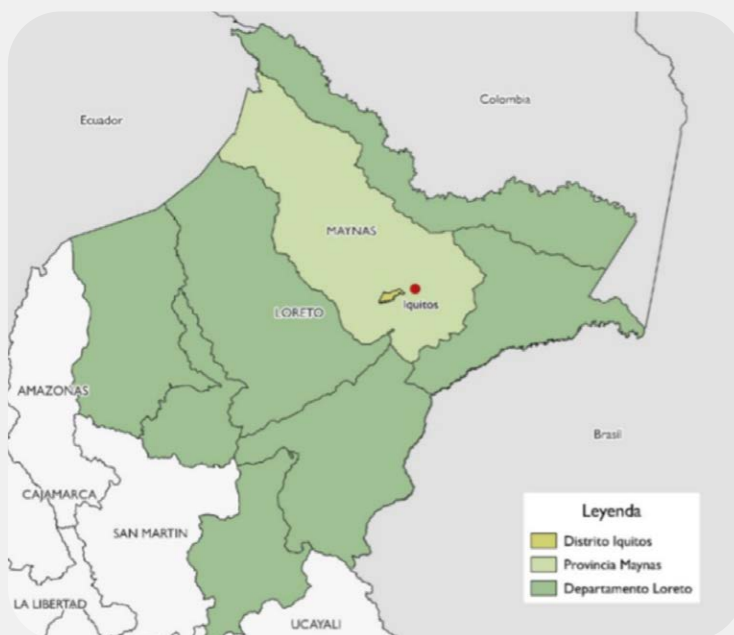 Colombia
Ecuador
MAYNAS
Iquitos
LORETO
AMAZONAS
Brasil
CAJAMARCA
SAN MARTIN
LA LIBERTAD
UCAYALI
Leyenda
Distrito Iquitos
Provincia Maynas
Departamento Loreto